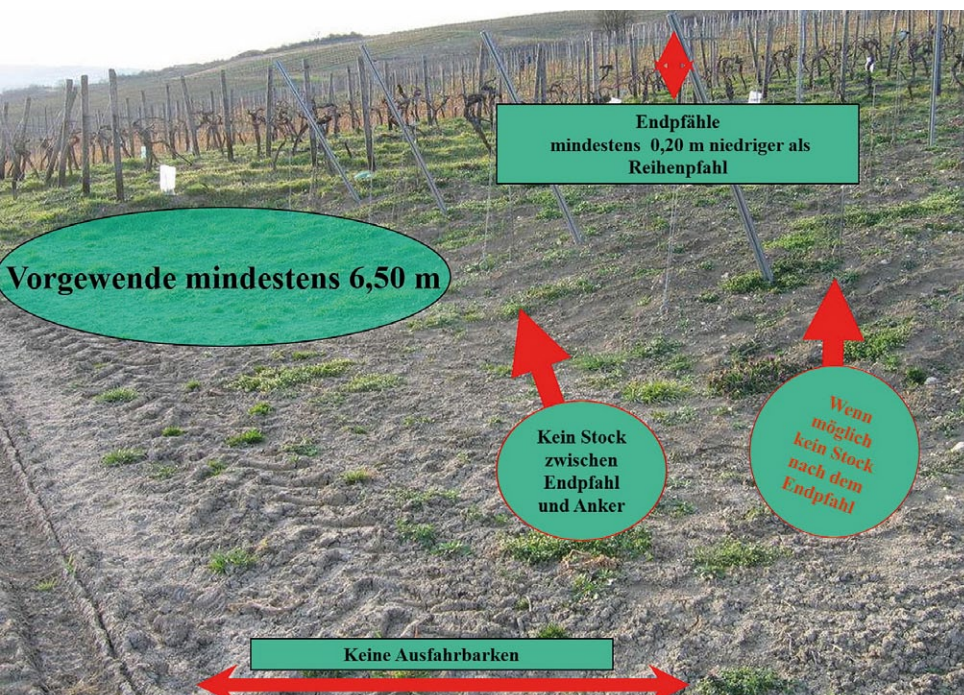 Endpfähle
mindestens 0,20 m niedriger als
Reihenpfahl
Vorgewende mindestens 6,50 m
Kein Stock
zwischen
Endpfahl
und Anker
Wenn
möglich
kein Stock
nach dem
Endpfahl
Keine Ausfahrbarken